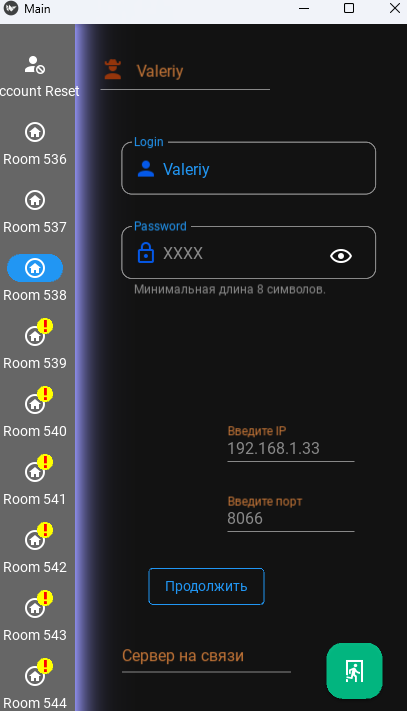 Main
ccount Reset
Room 536
Room 537
Room 538
Room 539
Room 540
Room 541
Room 542
Room 543
Room 544
Valeriy
Login
Valeriy
Password
XXXX
Минимальная длина 8 символов.
Введите IP
192.168.1.33
Введите порт
8066
Продолжить
Сервер на связи